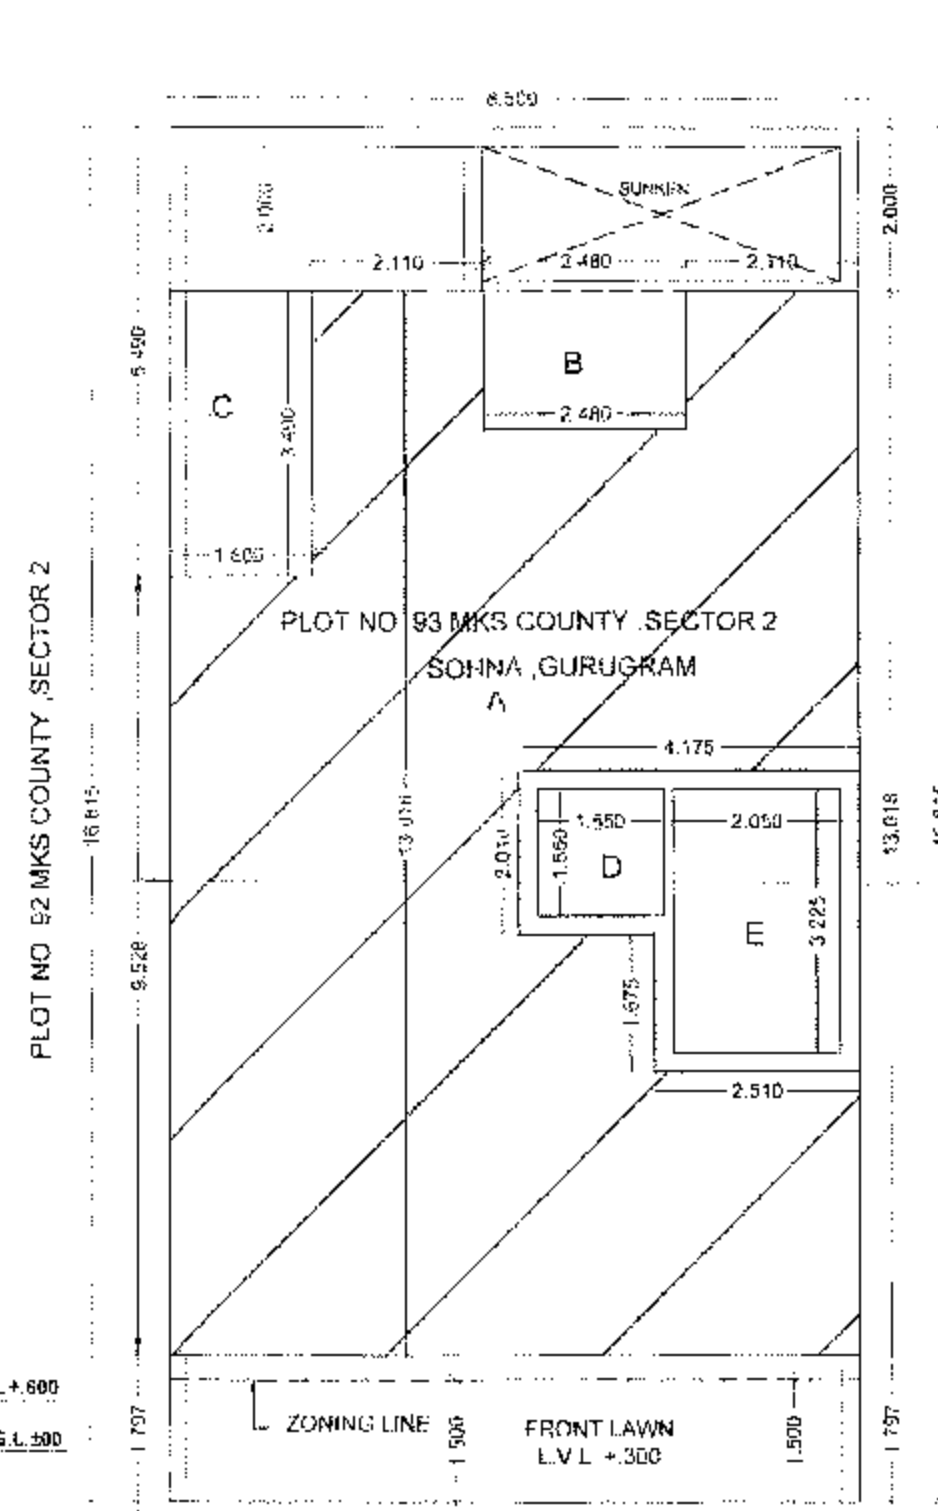 8.500
SUNKEN
2.000
2.000
2.110
2.480
2.110
5.490
B
C
2.480
3.490
PLOT NO 93 MKS COUNTY ,SECTOR 2
SOHNA ,GURUGRAM
A
4.175
PLOT NO 92 MKS COUNTY ,SECTOR 2
16.815
13.018
2.010
1.550
1.550
D
2.050
3.225
E
13.018
9.528
1.675
2.510
+.600
G.L.±00
1.797
ZONING LINE
1.500
FRONT LAWN
L.V.L +.300
1.500
1.797